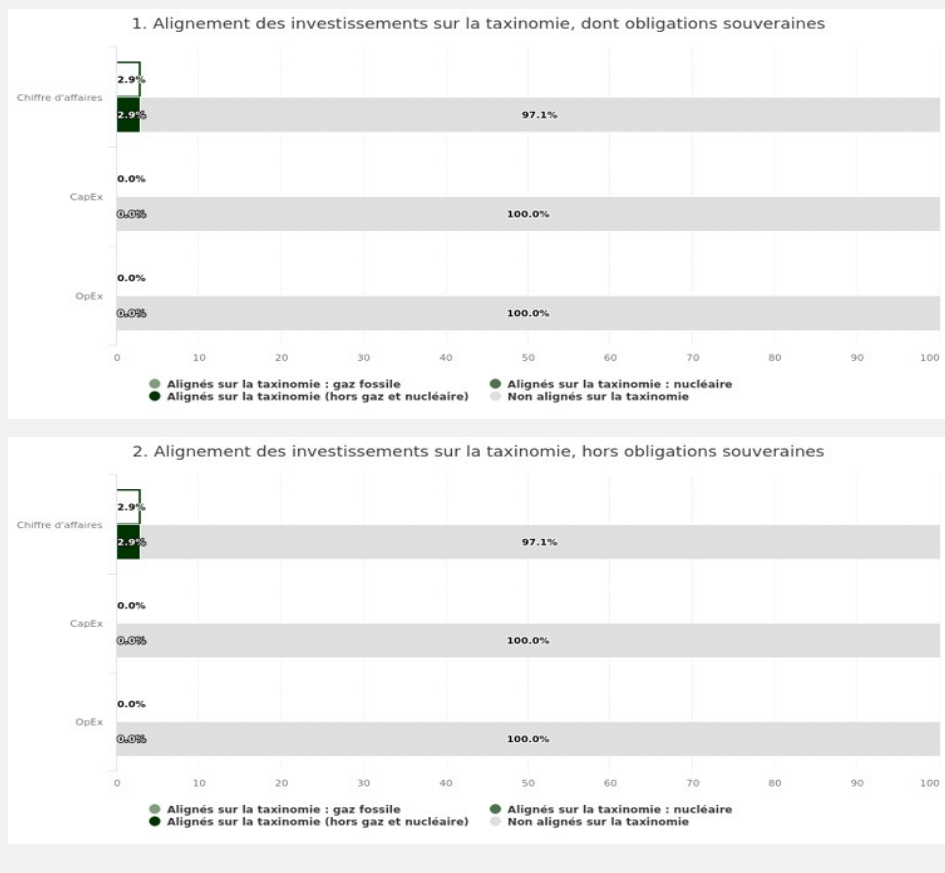 1. Alignement des investissements sur la taxinomie, dont obligations souveraines
2.9%
Chiffre d'affaires
2.9% 97.1%
0.0%
CapEx
0.0% 100.0%
0.0%
OpEx
0.0% 100.0%
0 10 20 30 40 50 60 70 80 90 100
Alignés sur la taxinomie : gaz fossile Alignés sur la taxinomie : nucléaire
Alignés sur la taxinomie (hors gaz et nucléaire) Non alignés sur la taxinomie
2. Alignement des investissements sur la taxinomie, hors obligations souveraines
2.9%
Chiffre d'affaires
2.9% 97.1%
0.0%
CapEx
0.0% 100.0%
0.0%
OpEx
0.0% 100.0%
0 10 20 30 40 50 60 70 80 90 100
Alignés sur la taxinomie : gaz fossile Alignés sur la taxinomie : nucléaire
Alignés sur la taxinomie (hors gaz et nucléaire) Non alignés sur la taxinomie